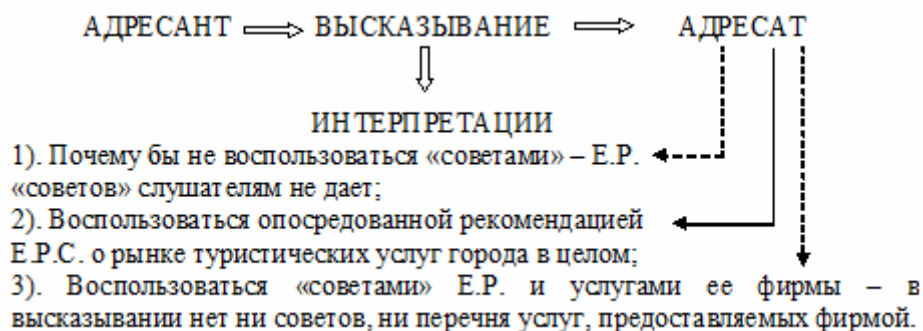 АДРЕСАНТ ВЫСКАЗЫВАНИЕ АДРЕСАТ
ИНТЕРПРЕТАЦИИ
1). Почему бы не воспользоваться «советами» – Е.Р.
«советов» слушателям не дает;
2). Воспользоваться опосредованной рекомендацией
Е.Р.С. о рынке туристических услуг города в целом;
3). Воспользоваться «советами» Е.Р. и услугами ее фирмы – в
высказывании нет ни советов, ни перечня услуг, предоставляемых фирмой.